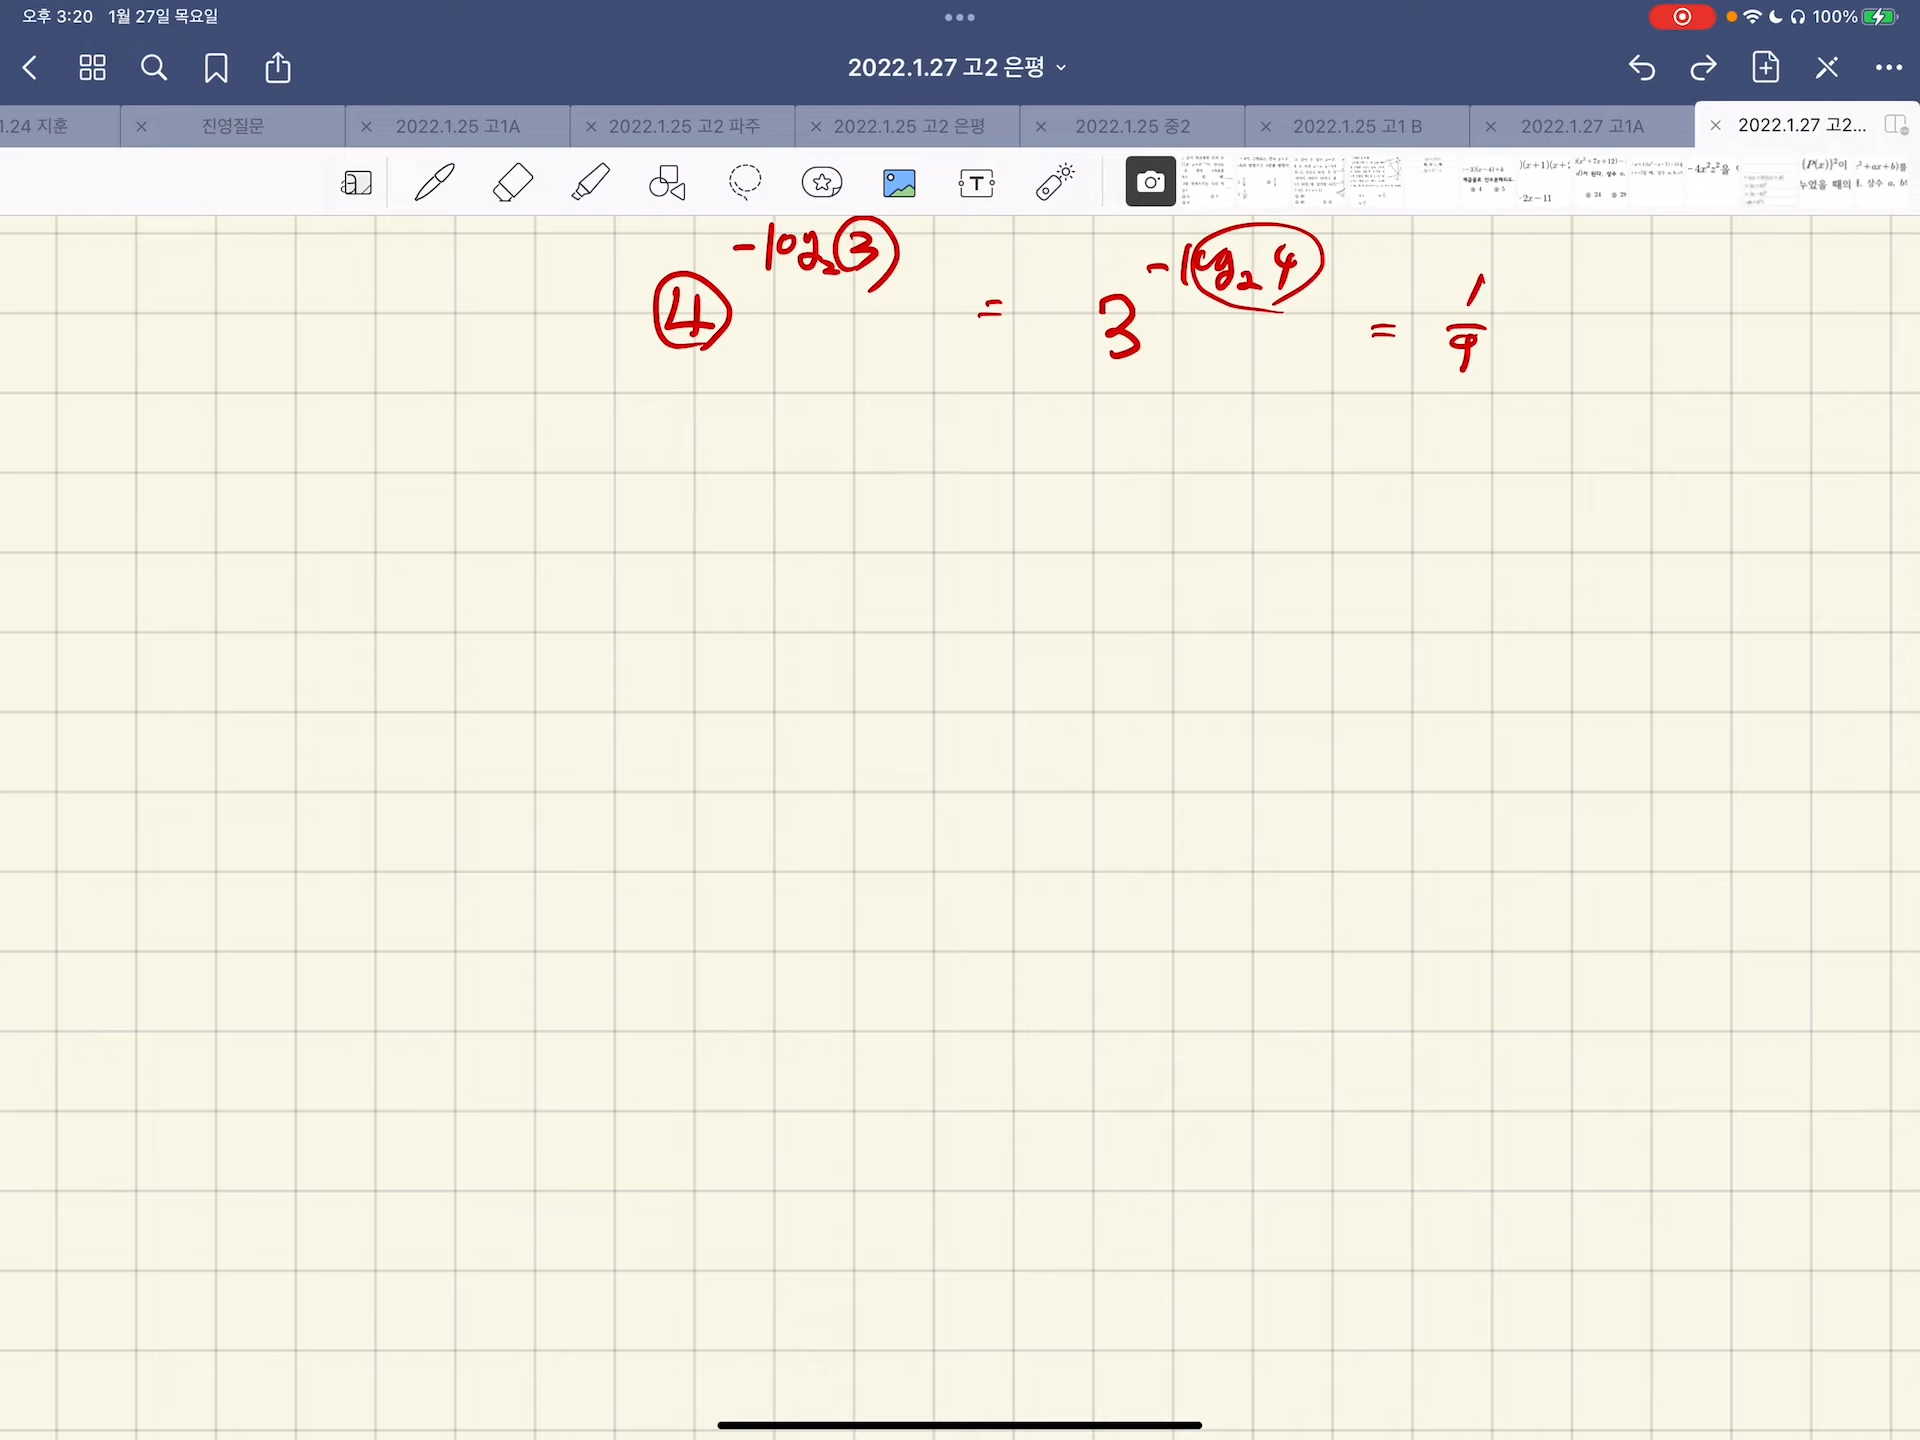 오후 3:20 1월 27일 목요일
100%
2022.1.27 고2 은평
1.24 지훈
진영질문
2022.1.25 고1A
2022.1.25 고2 파주
2022.1.25 고2 은평
2022.1.25 중2
2022.1.25 고1 B
2022.1.27 고1A
2022.1.27 고2...
4^{-log_2 3} = 3^{-log_2 4} = 1/9